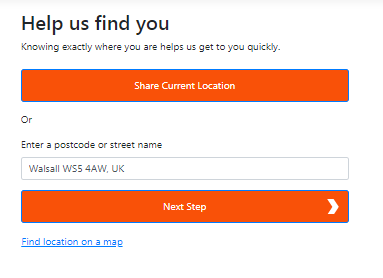 Help us find you
Knowing exactly where you are helps us get to you quickly.
Share Current Location
Or
Enter a postcode or street name
Walsall WS5 4AW, UK
Next Step
Find location on a map